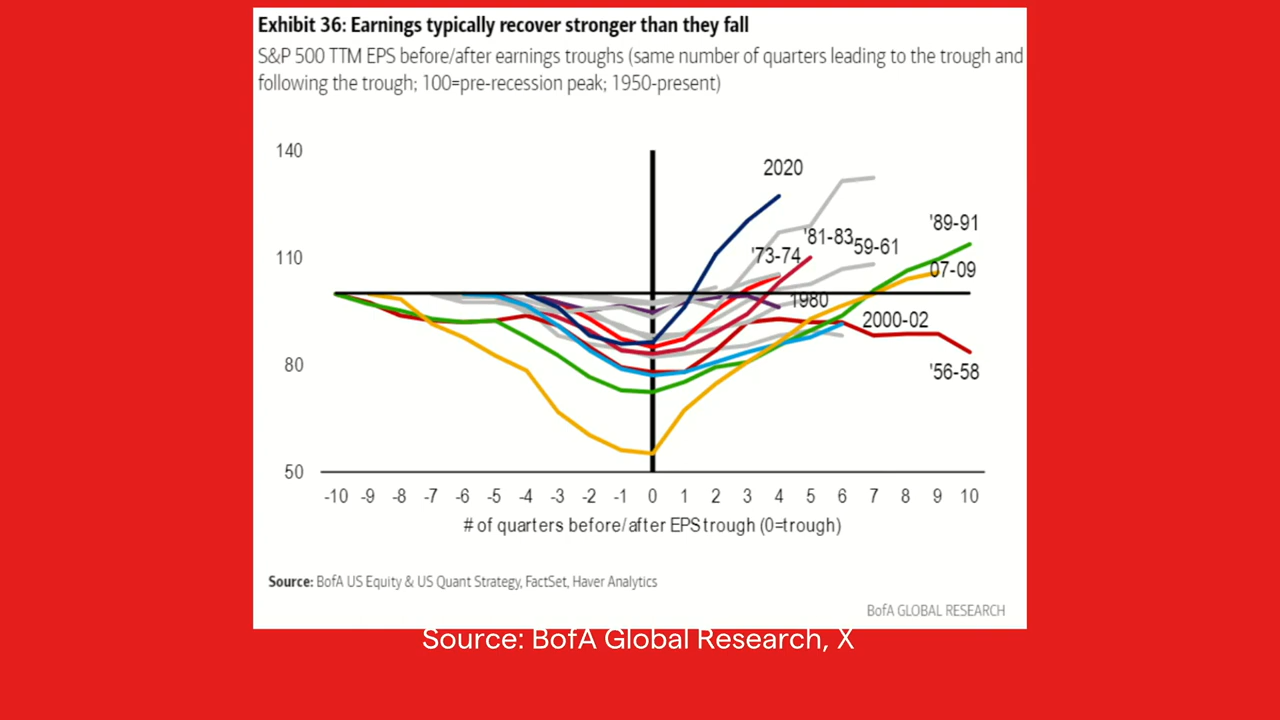 Exhibit 36: Earnings typically recover stronger than they fall
S&P 500 TTM EPS before/after earnings troughs (same number of quarters leading to the trough and
following the trough; 100=pre-recession peak; 1950-present)
140
2020
'89-91
'81-83
'59-61
110
'73-74
07-09
1980
2000-02
80
'56-58
50
-10 -9 -8 -7 -6 -5 -4 -3 -2 -1 0 1 2 3 4 5 6 7 8 9 10
# of quarters before/after EPS trough (0=trough)
Source: BofA US Equity & US Quant Strategy, FactSet, Haver Analytics
BofA GLOBAL RESEARCH
Source: BofA Global Research, X